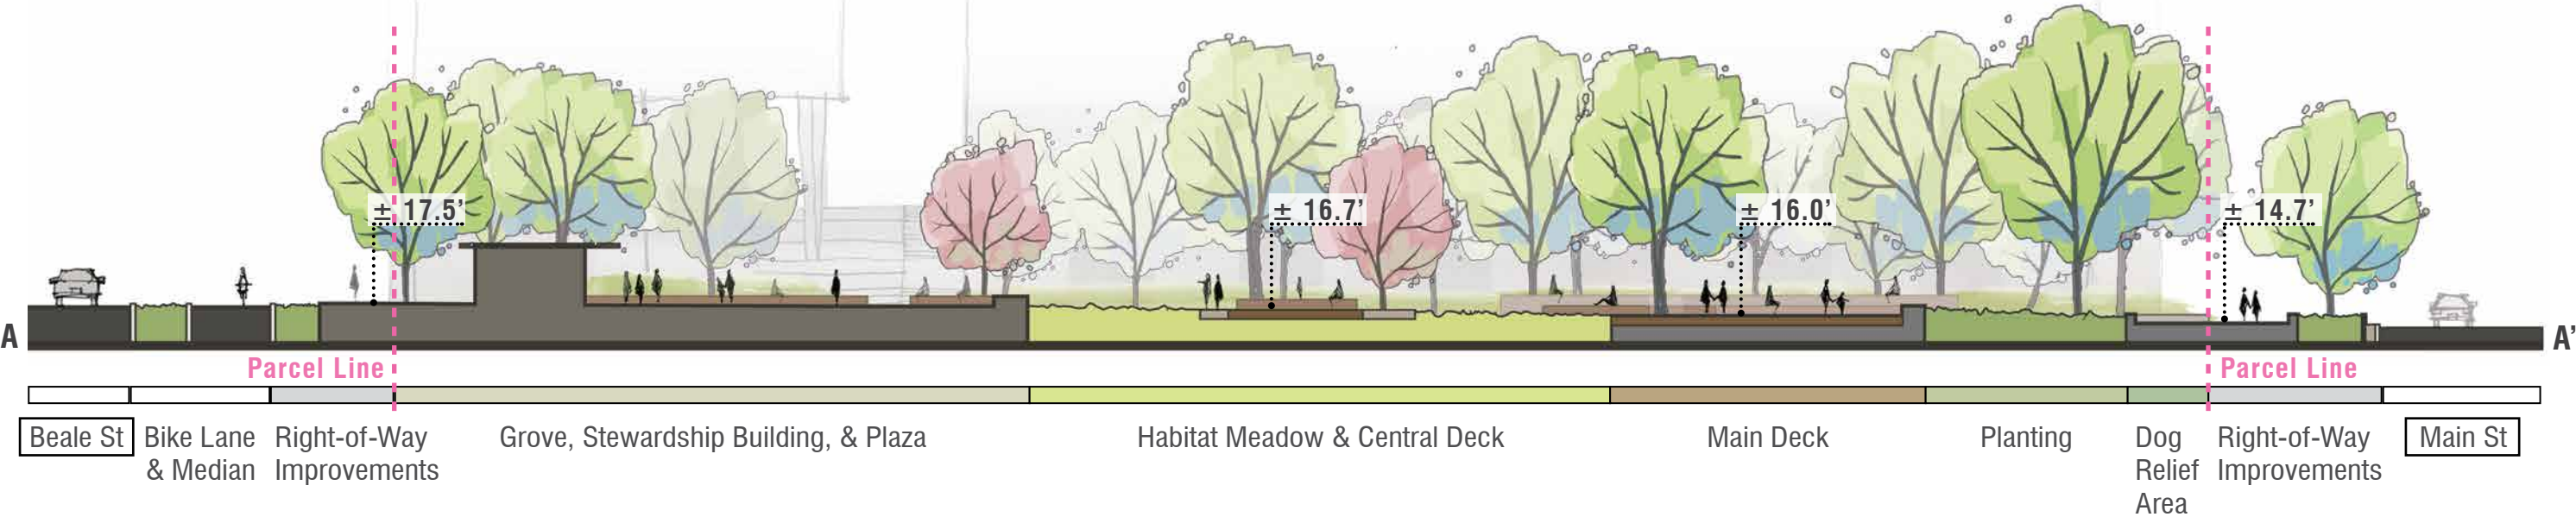 ± 17.5’
± 16.7’
± 16.0’
± 14.7’
A
A’
Parcel Line
Parcel Line
Beale St
Bike Lane
& Median
Right-of-Way
Improvements
Grove, Stewardship Building, & Plaza
Habitat Meadow & Central Deck
Main Deck
Planting
Dog
Relief
Area
Right-of-Way
Improvements
Main St